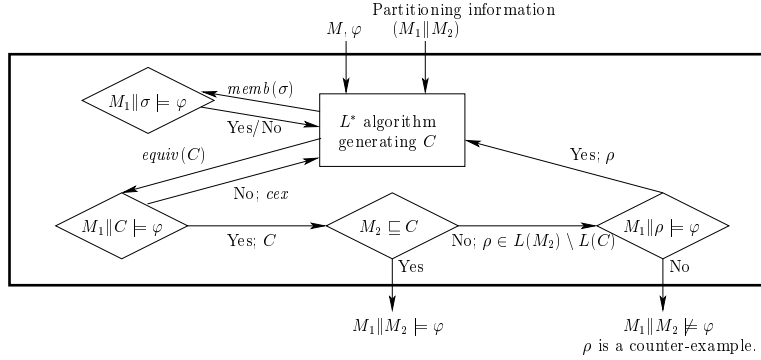 Partitioning information
M, φ
(M₁‖M₂)
memb(σ)
M₁‖σ ⊨ φ
L* algorithm
generating C
Yes/No
equiv(C)
Yes; ρ
No; cex
M₁‖C ⊨ φ
M₂ ⊑ C
M₁‖ρ ⊨ φ
Yes; C
No; ρ ∈ L(M₂) \ L(C)
Yes
No
M₁‖M₂ ⊨ φ
M₁‖M₂ ⊭ φ
ρ is a counter-example.